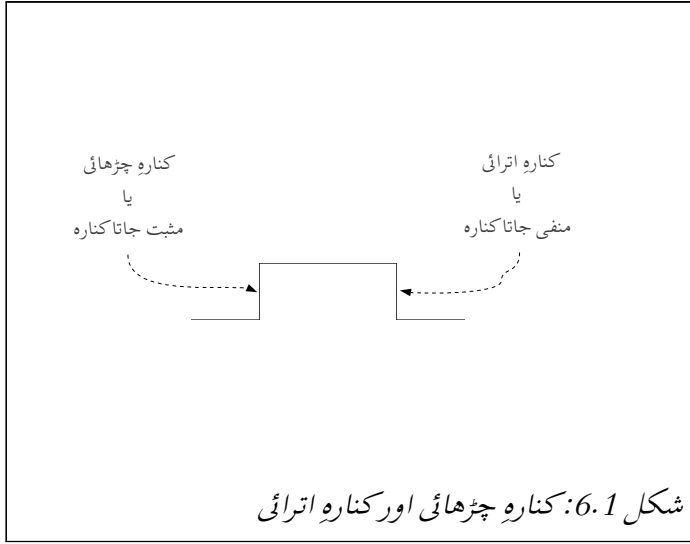 کنارہِ چڑھائی
یا
مثبت جاتا کنارہ
کنارہِ اترائی
یا
منفی جاتا کنارہ
شکل 6.1: کنارہِ چڑھائی اور کنارہِ اترائی